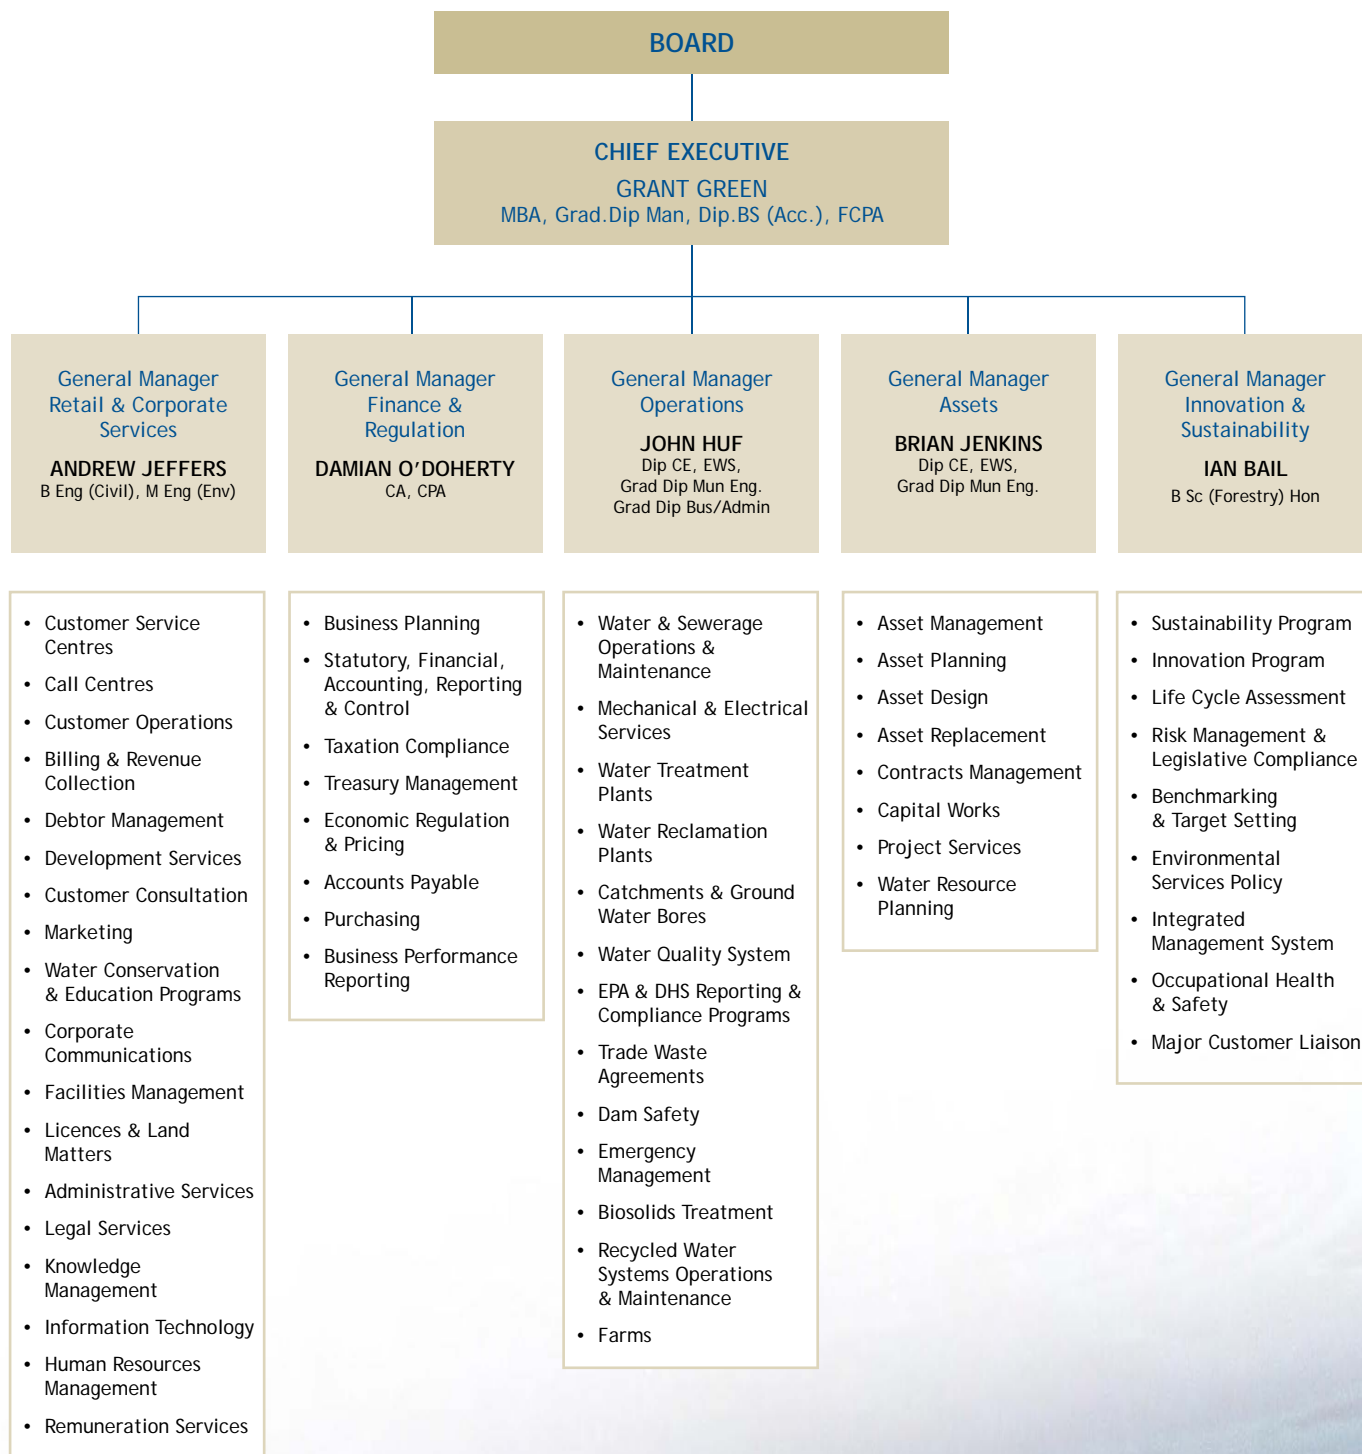 BOARD
CHIEF EXECUTIVE
GRANT GREEN
MBA, Grad.Dip Man, Dip.BS (Acc.), FCPA
General Manager
Retail & Corporate
Services
ANDREW JEFFERS
B Eng (Civil), M Eng (Env)
General Manager
Finance &
Regulation
DAMIAN O'DOHERTY
CA, CPA
General Manager
Operations
JOHN HUF
Dip CE, EWS,
Grad Dip Mun Eng.
Grad Dip Bus/Admin
General Manager
Assets
BRIAN JENKINS
Dip CE, EWS,
Grad Dip Mun Eng.
General Manager
Innovation &
Sustainability
IAN BAIL
B Sc (Forestry) Hon
• Customer Service
Centres
• Call Centres
• Customer Operations
• Billing & Revenue
Collection
• Debtor Management
• Development Services
• Customer Consultation
• Marketing
• Water Conservation
& Education Programs
• Corporate
Communications
• Facilities Management
• Licences & Land
Matters
• Administrative Services
• Legal Services
• Knowledge
Management
• Information Technology
• Human Resources
Management
• Remuneration Services
• Business Planning
• Statutory, Financial,
Accounting, Reporting
& Control
• Taxation Compliance
• Treasury Management
• Economic Regulation
& Pricing
• Accounts Payable
• Purchasing
• Business Performance
Reporting
• Water & Sewerage
Operations &
Maintenance
• Mechanical & Electrical
Services
• Water Treatment
Plants
• Water Reclamation
Plants
• Catchments & Ground
Water Bores
• Water Quality System
• EPA & DHS Reporting &
Compliance Programs
• Trade Waste
Agreements
• Dam Safety
• Emergency
Management
• Biosolids Treatment
• Recycled Water
Systems Operations
& Maintenance
• Farms
• Asset Management
• Asset Planning
• Asset Design
• Asset Replacement
• Contracts Management
• Capital Works
• Project Services
• Water Resource
Planning
• Sustainability Program
• Innovation Program
• Life Cycle Assessment
• Risk Management &
Legislative Compliance
• Benchmarking
& Target Setting
• Environmental
Services Policy
• Integrated
Management System
• Occupational Health
& Safety
• Major Customer Liaison